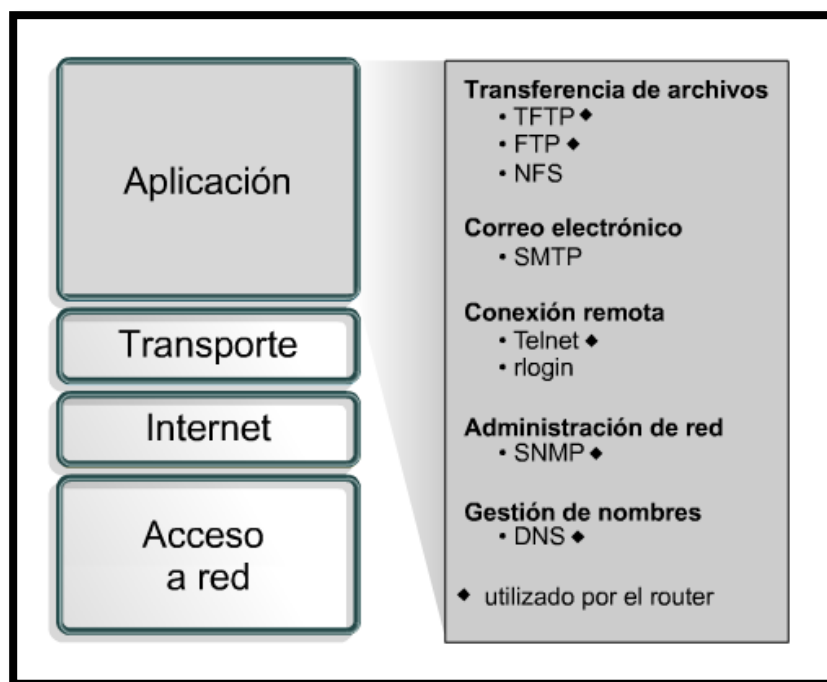 Aplicación
Transporte
Internet
Acceso
a red
Transferencia de archivos
• TFTP ◆
• FTP ◆
• NFS
Correo electrónico
• SMTP
Conexión remota
• Telnet ◆
• rlogin
Administración de red
• SNMP ◆
Gestión de nombres
• DNS ◆
◆ utilizado por el router